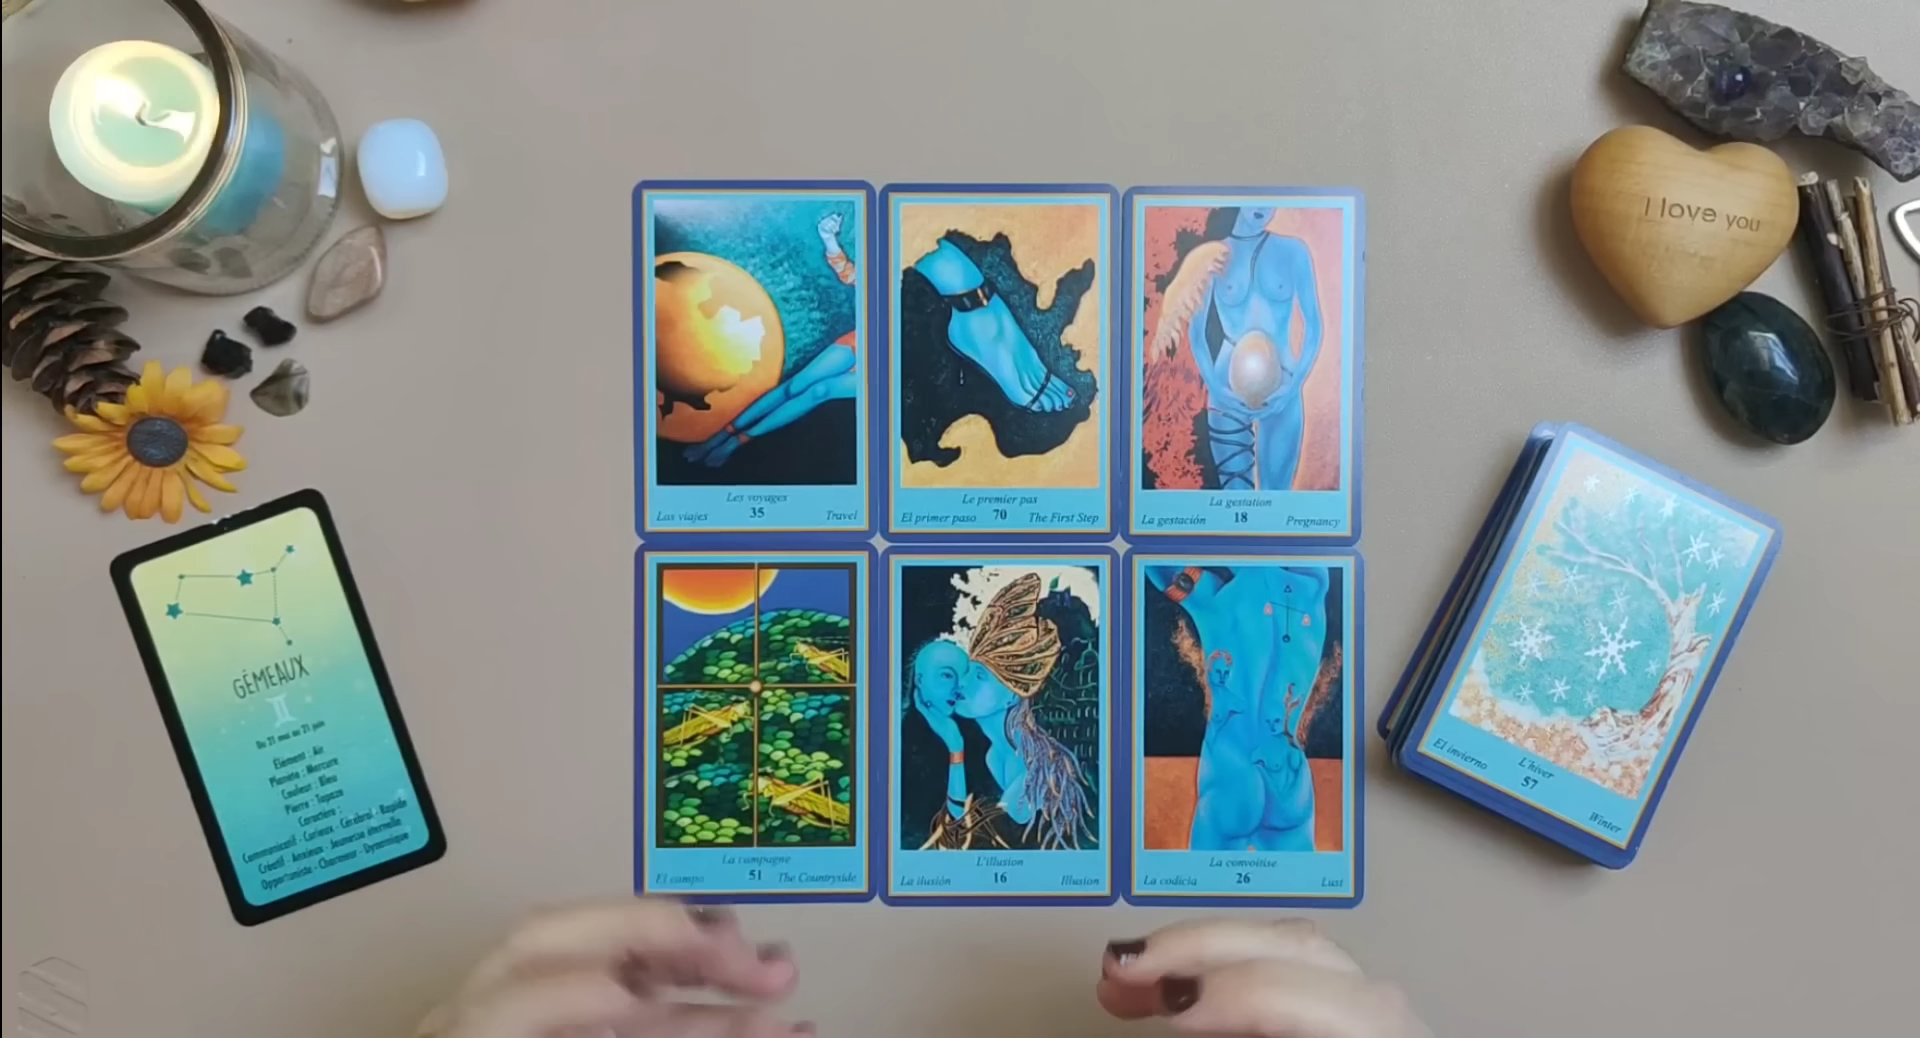 I love you
Les voyages
Los viajes 35 Travel
Le premier pas
El primer paso 70 The First Step
La gestation
La gestación 18 Pregnancy
GÉMEAUX
Du 21 mai au 21 juin
Élément : Air
Planète : Mercure
Couleur : Bleu
Pierre : Topaze
Caractère :
Communicatif - Curieux - Cérébral - Rapide
Créatif - Anxieux - Jeunesse éternelle
Opportuniste - Charmeur - Dynamique
La campagne
El campo 51 The Countryside
L'illusion
La ilusión 16 Illusion
La convoitise
La codicia 26 Lust
L'hiver
El invierno 57 Winter